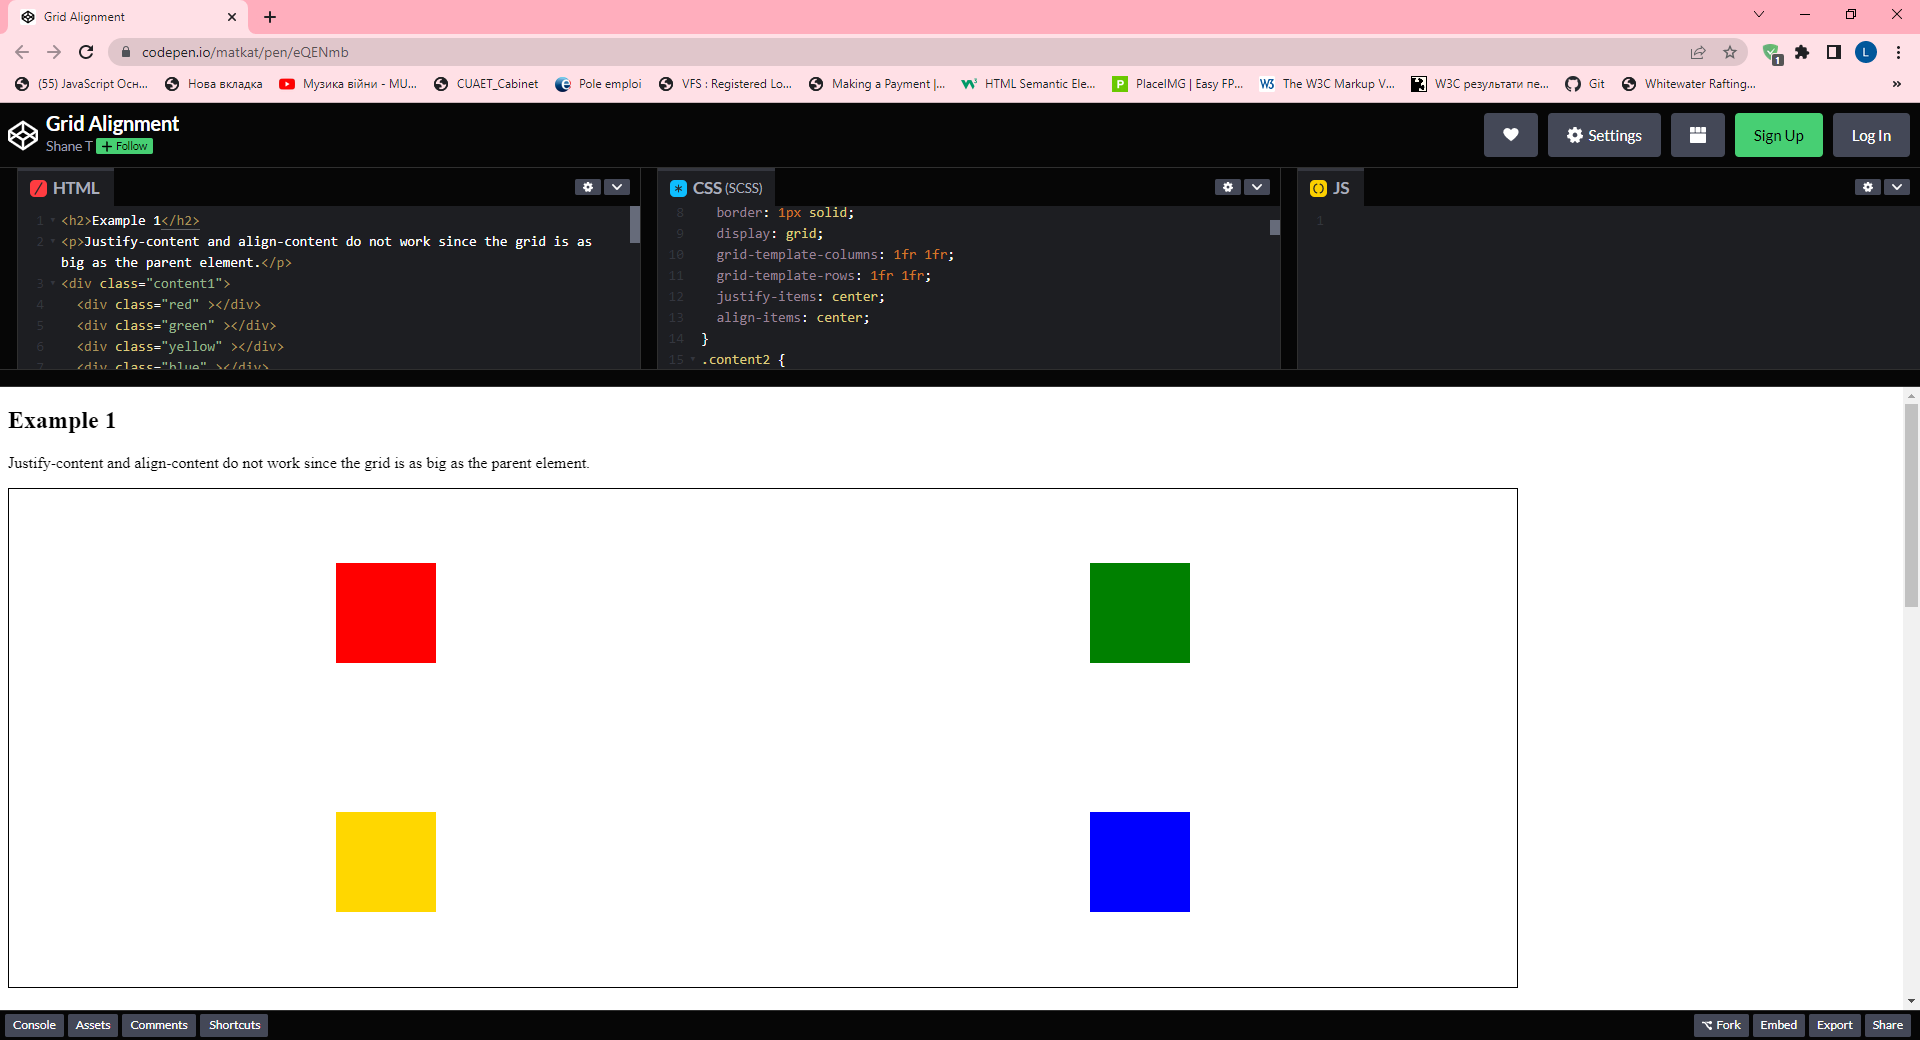 Grid Alignment
codepen.io/matkat/pen/eQENmb
1
L
(55) JavaScript Осн...
Нова вкладка
Музика війни - MU...
CUAET_Cabinet
Pole emploi
VFS : Registered Lo...
Making a Payment |...
HTML Semantic Ele...
PlaceIMG | Easy FP...
The W3C Markup V...
W3C результати пе...
Git
Whitewater Rafting...
»
Grid Alignment
Shane T + Follow
Settings
Sign Up
Log In
HTML
1 <h2>Example 1</h2>
2 <p>Justify-content and align-content do not work since the grid is as
big as the parent element.</p>
3 <div class="content1">
4 <div class="red" ></div>
5 <div class="green" ></div>
6 <div class="yellow" ></div>
7 <div class="blue" ></div>
CSS (SCSS)
8 border: 1px solid;
9 display: grid;
10 grid-template-columns: 1fr 1fr;
11 grid-template-rows: 1fr 1fr;
12 justify-items: center;
13 align-items: center;
14 }
15 .content2 {
JS
1
Example 1
Justify-content and align-content do not work since the grid is as big as the parent element.
Console
Assets
Comments
Shortcuts
Fork
Embed
Export
Share